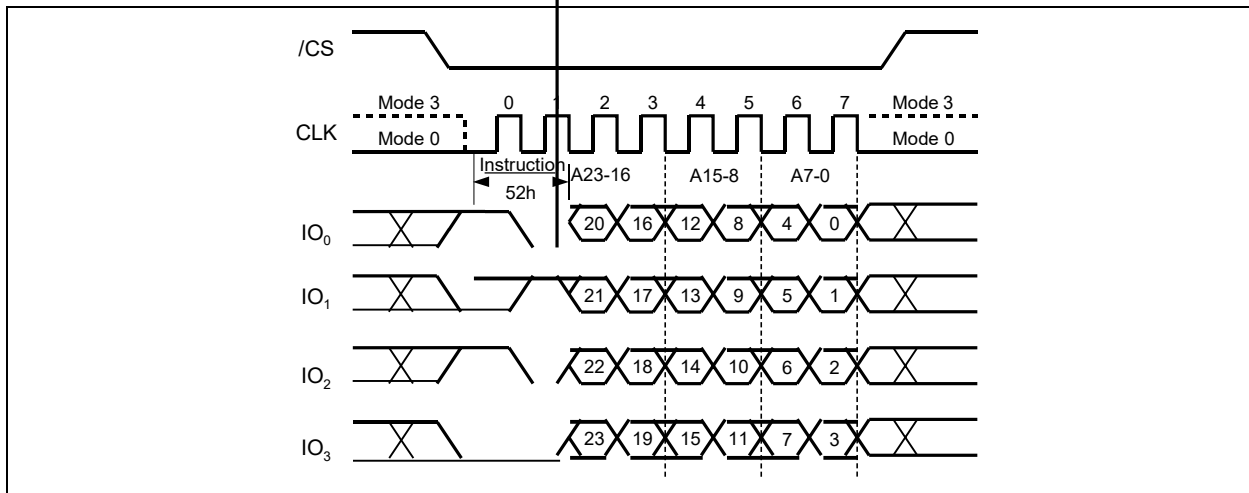 /CS
Mode 3 0 1 2 3 4 5 6 7 Mode 3
CLK
Mode 0 Mode 0
Instruction A23-16 A15-8 A7-0
52h
IO0 20 16 12 8 4 0
IO1 21 17 13 9 5 1
IO2 22 18 14 10 6 2
IO3 23 19 15 11 7 3